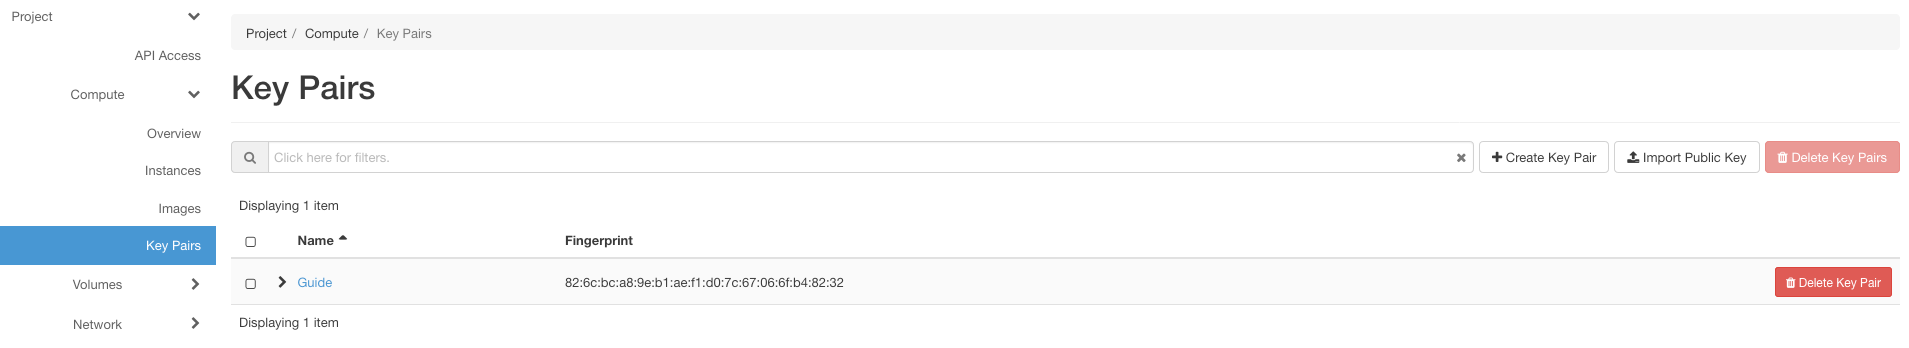 Project
API Access
Compute
Overview
Instances
Images
Key Pairs
Volumes
Network
Project / Compute / Key Pairs
Key Pairs
Click here for filters.
Create Key Pair
Import Public Key
Delete Key Pairs
Displaying 1 item
Name Fingerprint
Guide 82:6c:bc:a8:9e:b1:ae:f1:d0:7c:67:06:6f:b4:82:32 Delete Key Pair
Displaying 1 item